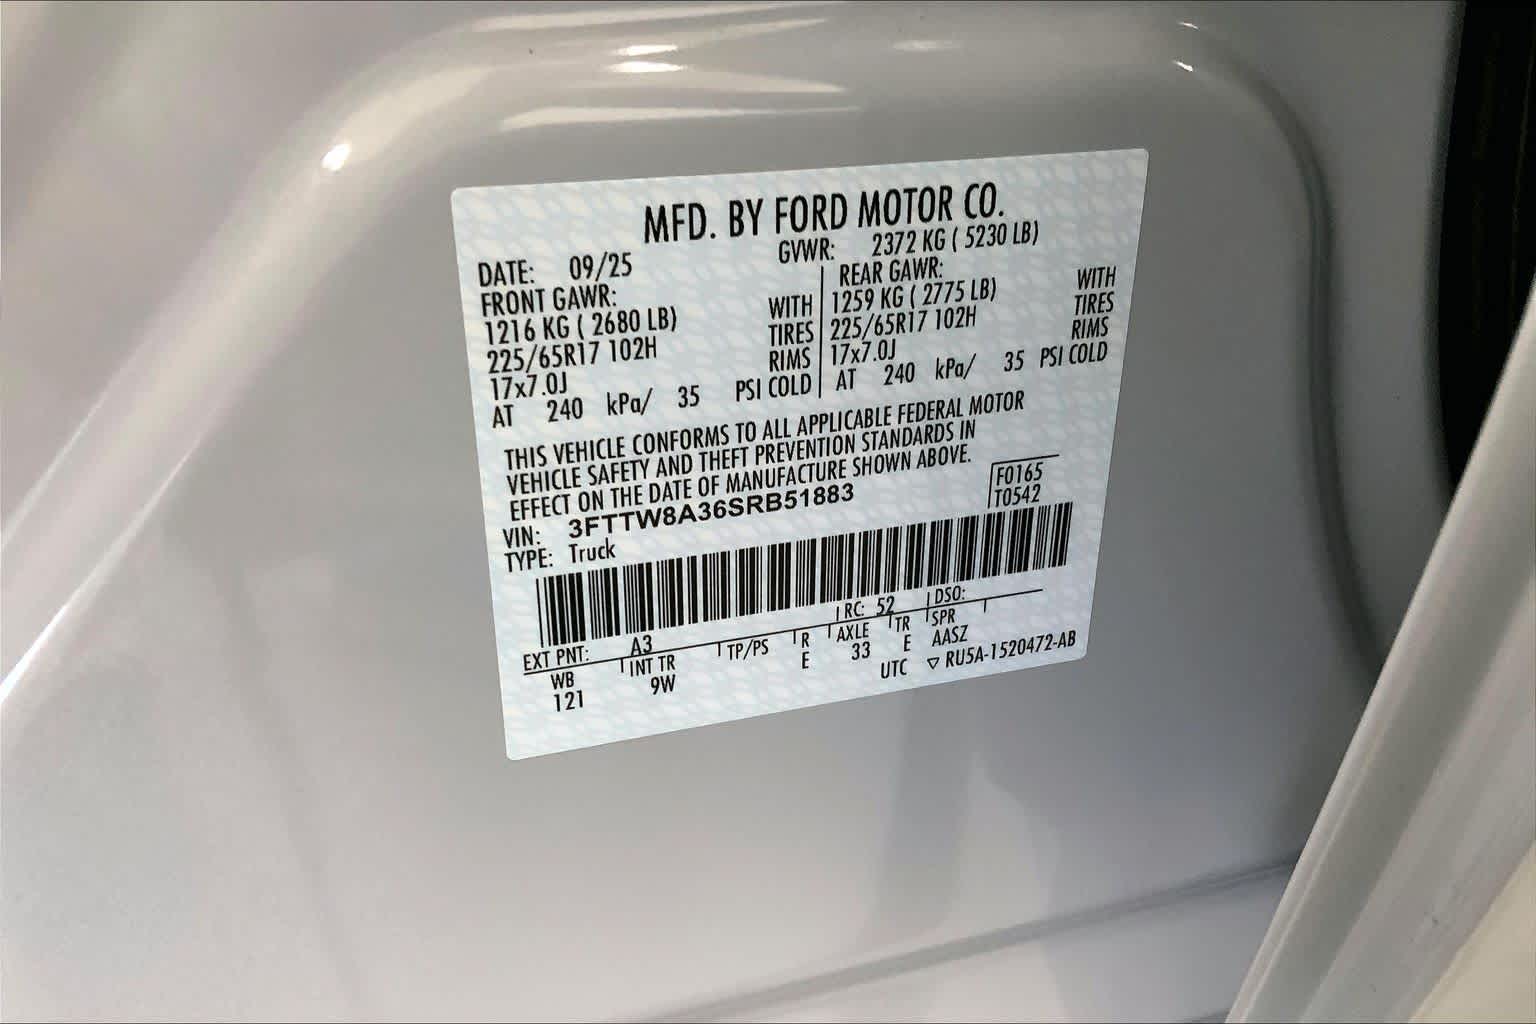 MFD. BY FORD MOTOR CO.
DATE: 09/25 GVWR: 2372 KG ( 5230 LB)
FRONT GAWR: REAR GAWR:
1216 KG ( 2680 LB) WITH 1259 KG ( 2775 LB) WITH
225/65R17 102H TIRES 225/65R17 102H TIRES
17x7.0J RIMS 17x7.0J RIMS
AT 240 kPa/ 35 PSI COLD AT 240 kPa/ 35 PSI COLD
THIS VEHICLE CONFORMS TO ALL APPLICABLE FEDERAL MOTOR
VEHICLE SAFETY AND THEFT PREVENTION STANDARDS IN
EFFECT ON THE DATE OF MANUFACTURE SHOWN ABOVE.
VIN: 3FTTW8A36SRB51883 F0165
TYPE: Truck T0542
EXT PNT: A3 RC: 52 DSO:
WB INT TR TP/PS R AXLE TR SPR
121 9W E 33 E AASZ
UTC ▽ RU5A-1520472-AB